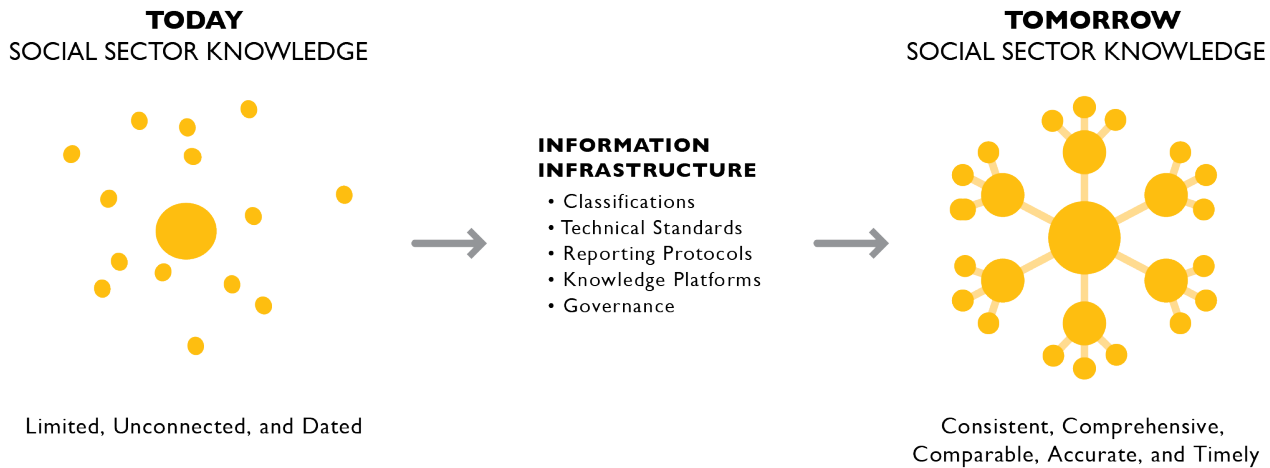 TODAY
SOCIAL SECTOR KNOWLEDGE
Limited, Unconnected, and Dated
INFORMATION
INFRASTRUCTURE
• Classifications
• Technical Standards
• Reporting Protocols
• Knowledge Platforms
• Governance
TOMORROW
SOCIAL SECTOR KNOWLEDGE
Consistent, Comprehensive,
Comparable, Accurate, and Timely